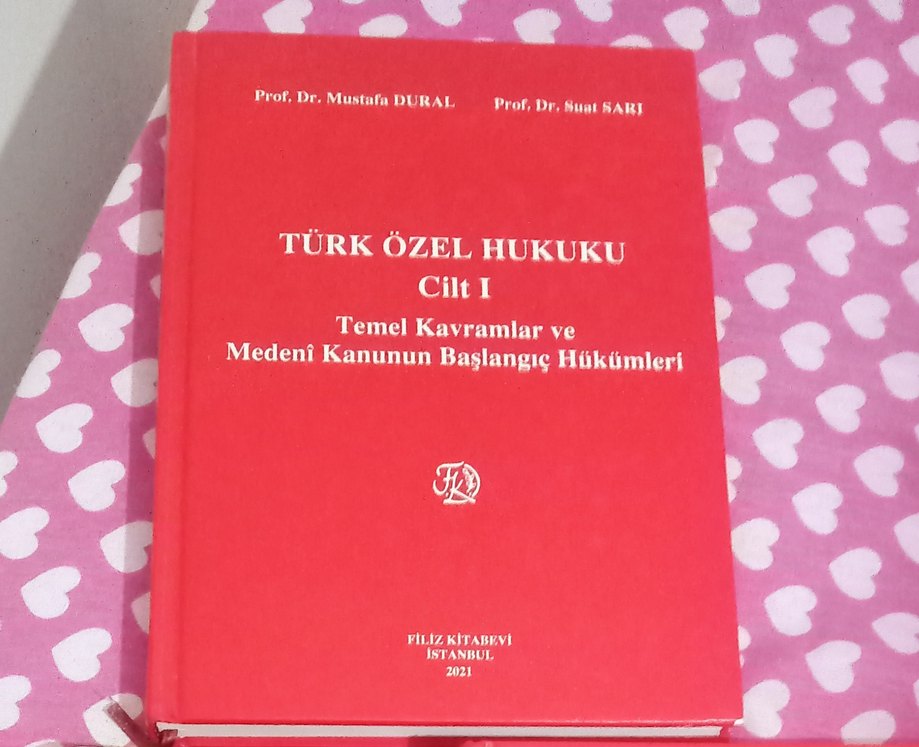 Prof. Dr. Mustafa DURAL Prof. Dr. Suat SARI
TÜRK ÖZEL HUKUKU
Cilt I
Temel Kavramlar ve
Medenî Kanunun Başlangıç Hükümleri
FK
FİLİZ KİTABEVİ
İSTANBUL
2021